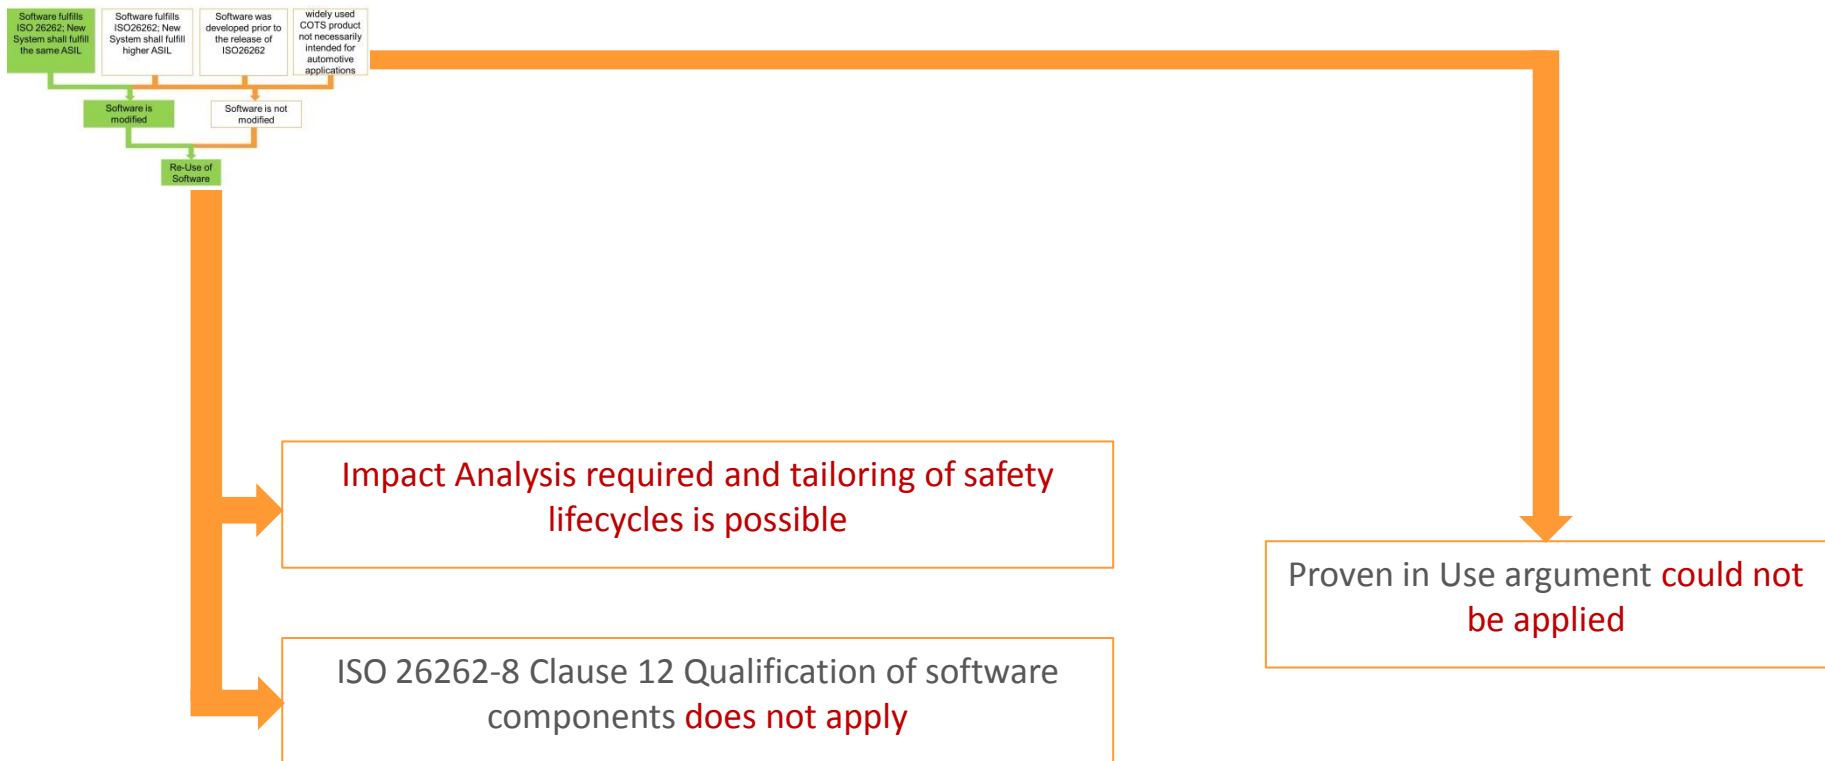 Software fulfills
ISO 26262; New
System shall fulfill
the same ASIL
Software fulfills
ISO26262; New
System shall fulfill
higher ASIL
Software was
developed prior to
the release of
ISO26262
widely used
COTS product
not necessarily
intended for
automotive
applications
Software is
modified
Software is not
modified
Re-Use of
Software
Impact Analysis required and tailoring of safety
lifecycles is possible
Proven in Use argument could not
be applied
ISO 26262-8 Clause 12 Qualification of software
components does not apply